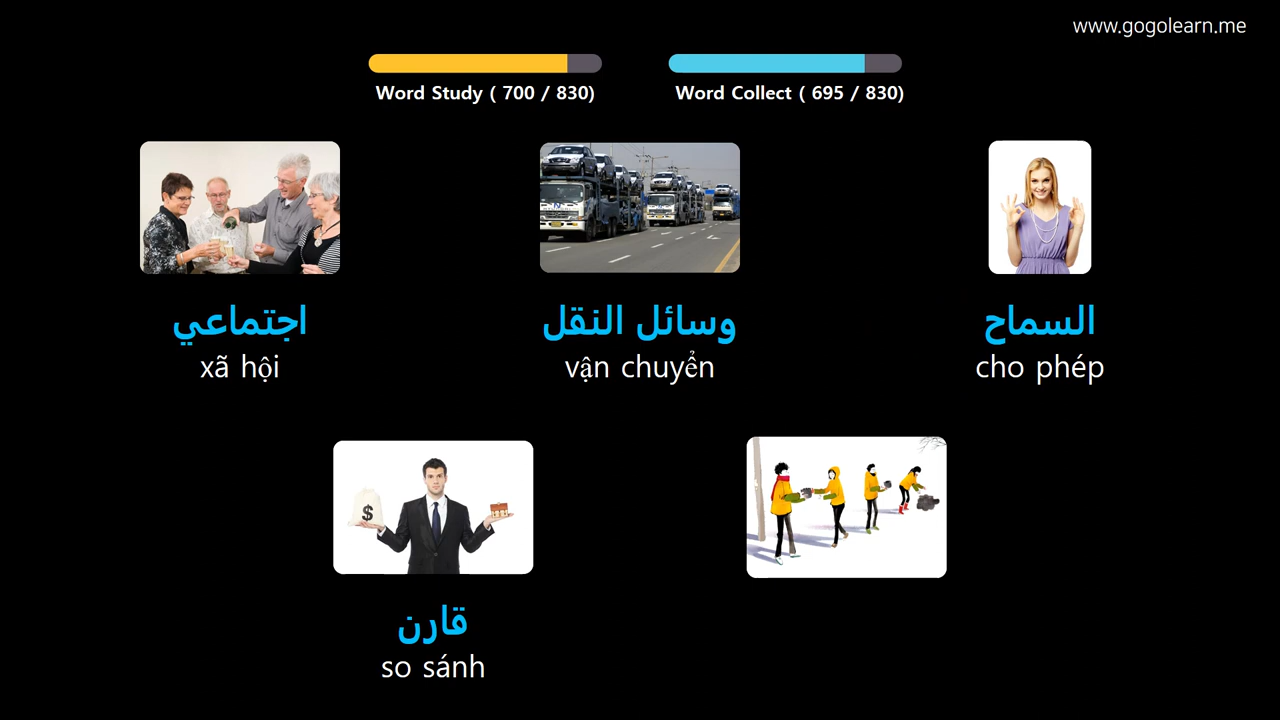 www.gogolearn.me
Word Study ( 700 / 830)
Word Collect ( 695 / 830)
اجتماعي
xã hội
وسائل النقل
vận chuyển
السماح
cho phép
$
قارن
so sánh